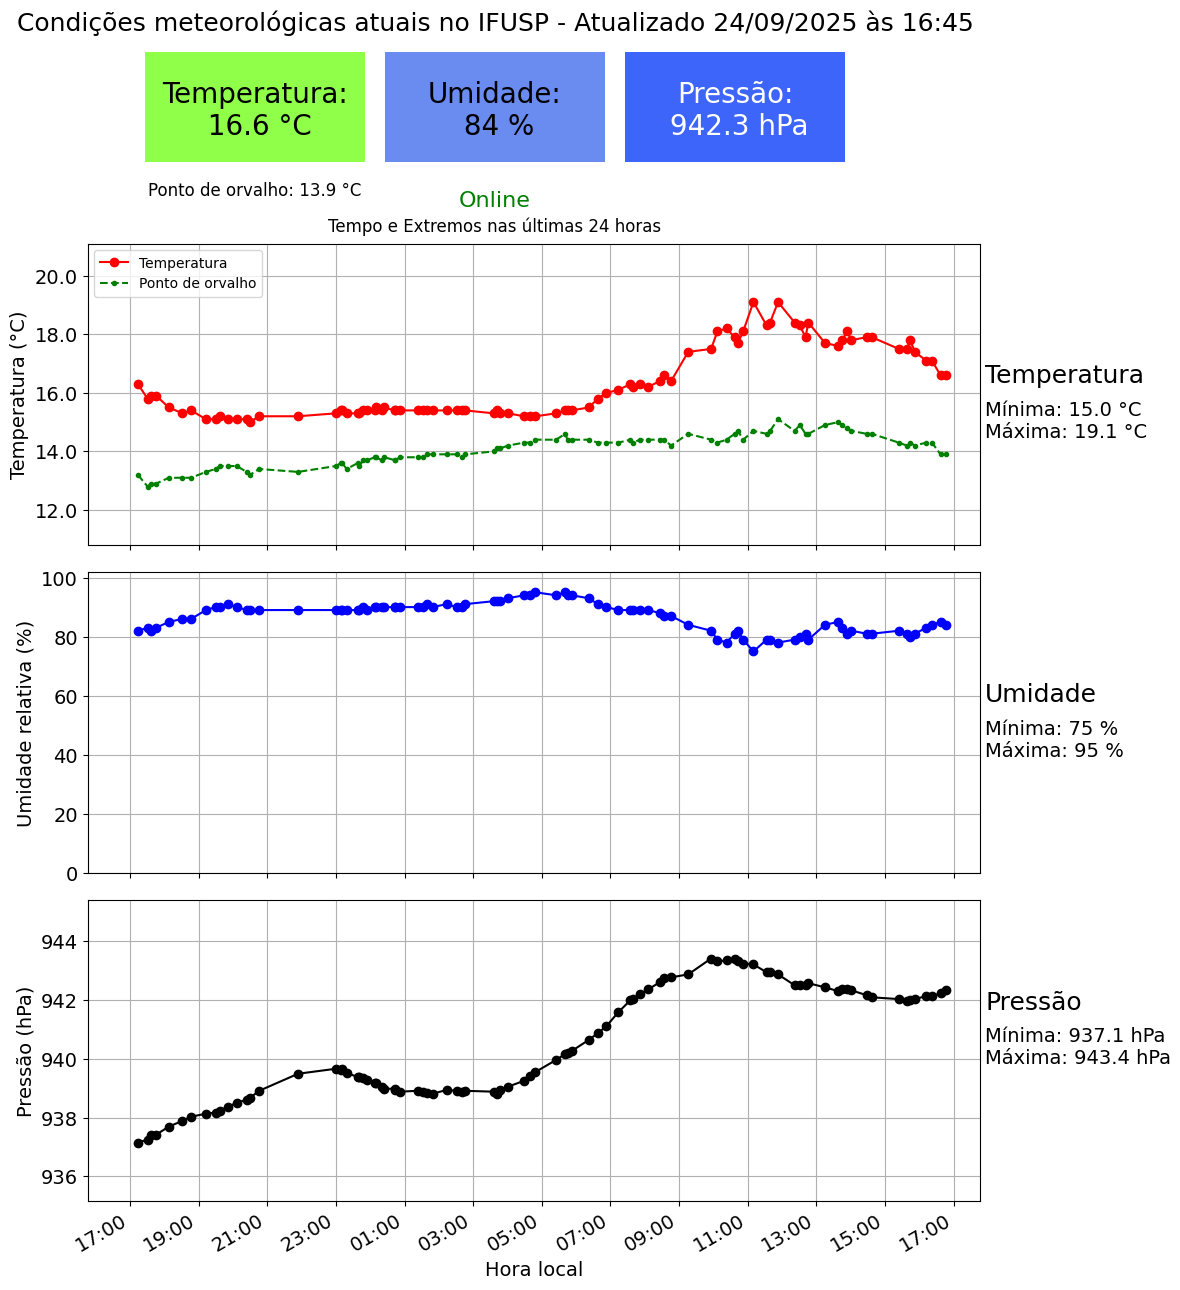 Condições meteorológicas atuais no IFUSP - Atualizado 24/09/2025 às 16:45
Temperatura:
16.6 °C
Umidade:
84 %
Pressão:
942.3 hPa
Ponto de orvalho: 13.9 °C
Online
Tempo e Extremos nas últimas 24 horas
Temperatura
Ponto de orvalho
20.0
18.0
16.0
14.0
12.0
Temperatura (°C)
Temperatura
Mínima: 15.0 °C
Máxima: 19.1 °C
100
80
60
40
20
0
Umidade relativa (%)
Umidade
Mínima: 75 %
Máxima: 95 %
944
942
940
938
936
Pressão (hPa)
Pressão
Mínima: 937.1 hPa
Máxima: 943.4 hPa
17:00 19:00 21:00 23:00 01:00 03:00 05:00 07:00 09:00 11:00 13:00 15:00 17:00
Hora local